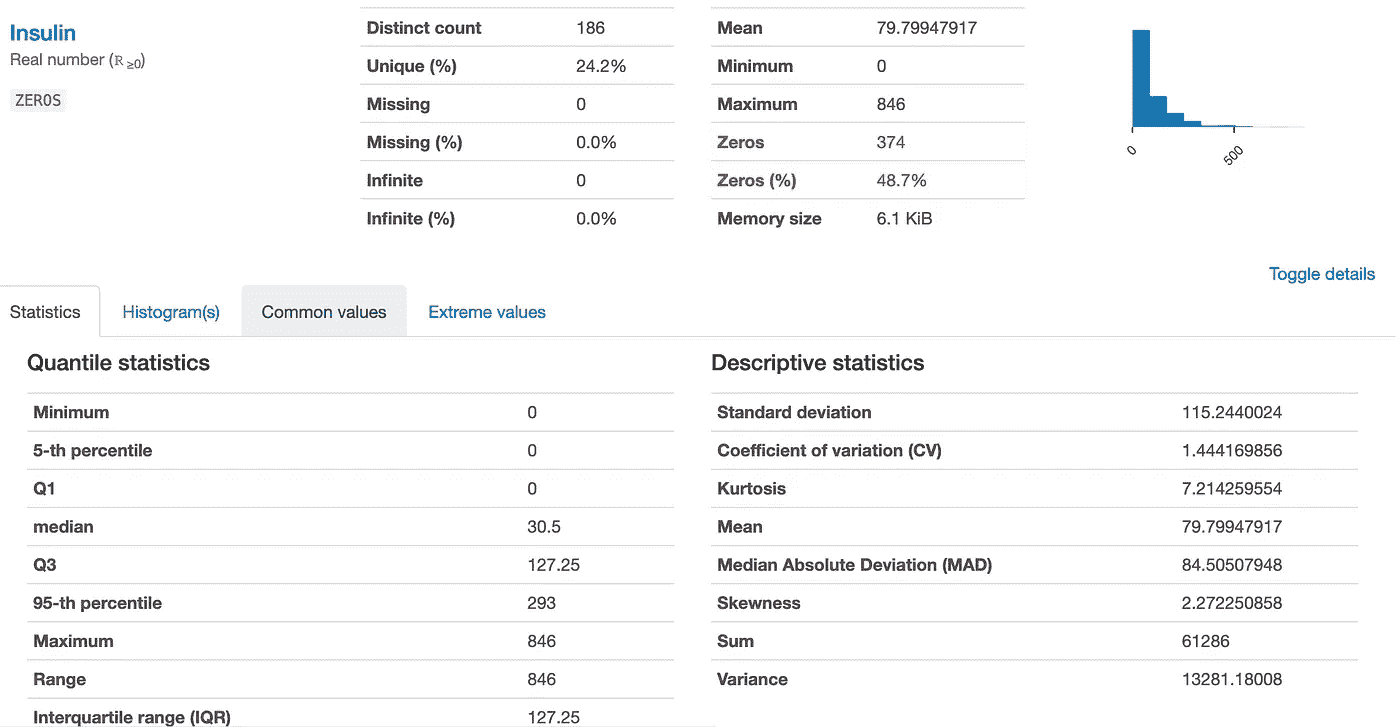 Insulin
Real number (ℝ ≥0)
ZEROS
Distinct count 186
Unique (%) 24.2%
Missing 0
Missing (%) 0.0%
Infinite 0
Infinite (%) 0.0%
Mean 79.79947917
Minimum 0
Maximum 846
Zeros 374
Zeros (%) 48.7%
Memory size 6.1 KiB
0
500
Toggle details
Statistics Histogram(s) Common values Extreme values
Quantile statistics
Minimum 0
5-th percentile 0
Q1 0
median 30.5
Q3 127.25
95-th percentile 293
Maximum 846
Range 846
Interquartile range (IQR) 127.25
Descriptive statistics
Standard deviation 115.2440024
Coefficient of variation (CV) 1.444169856
Kurtosis 7.214259554
Mean 79.79947917
Median Absolute Deviation (MAD) 84.50507948
Skewness 2.272250858
Sum 61286
Variance 13281.18008